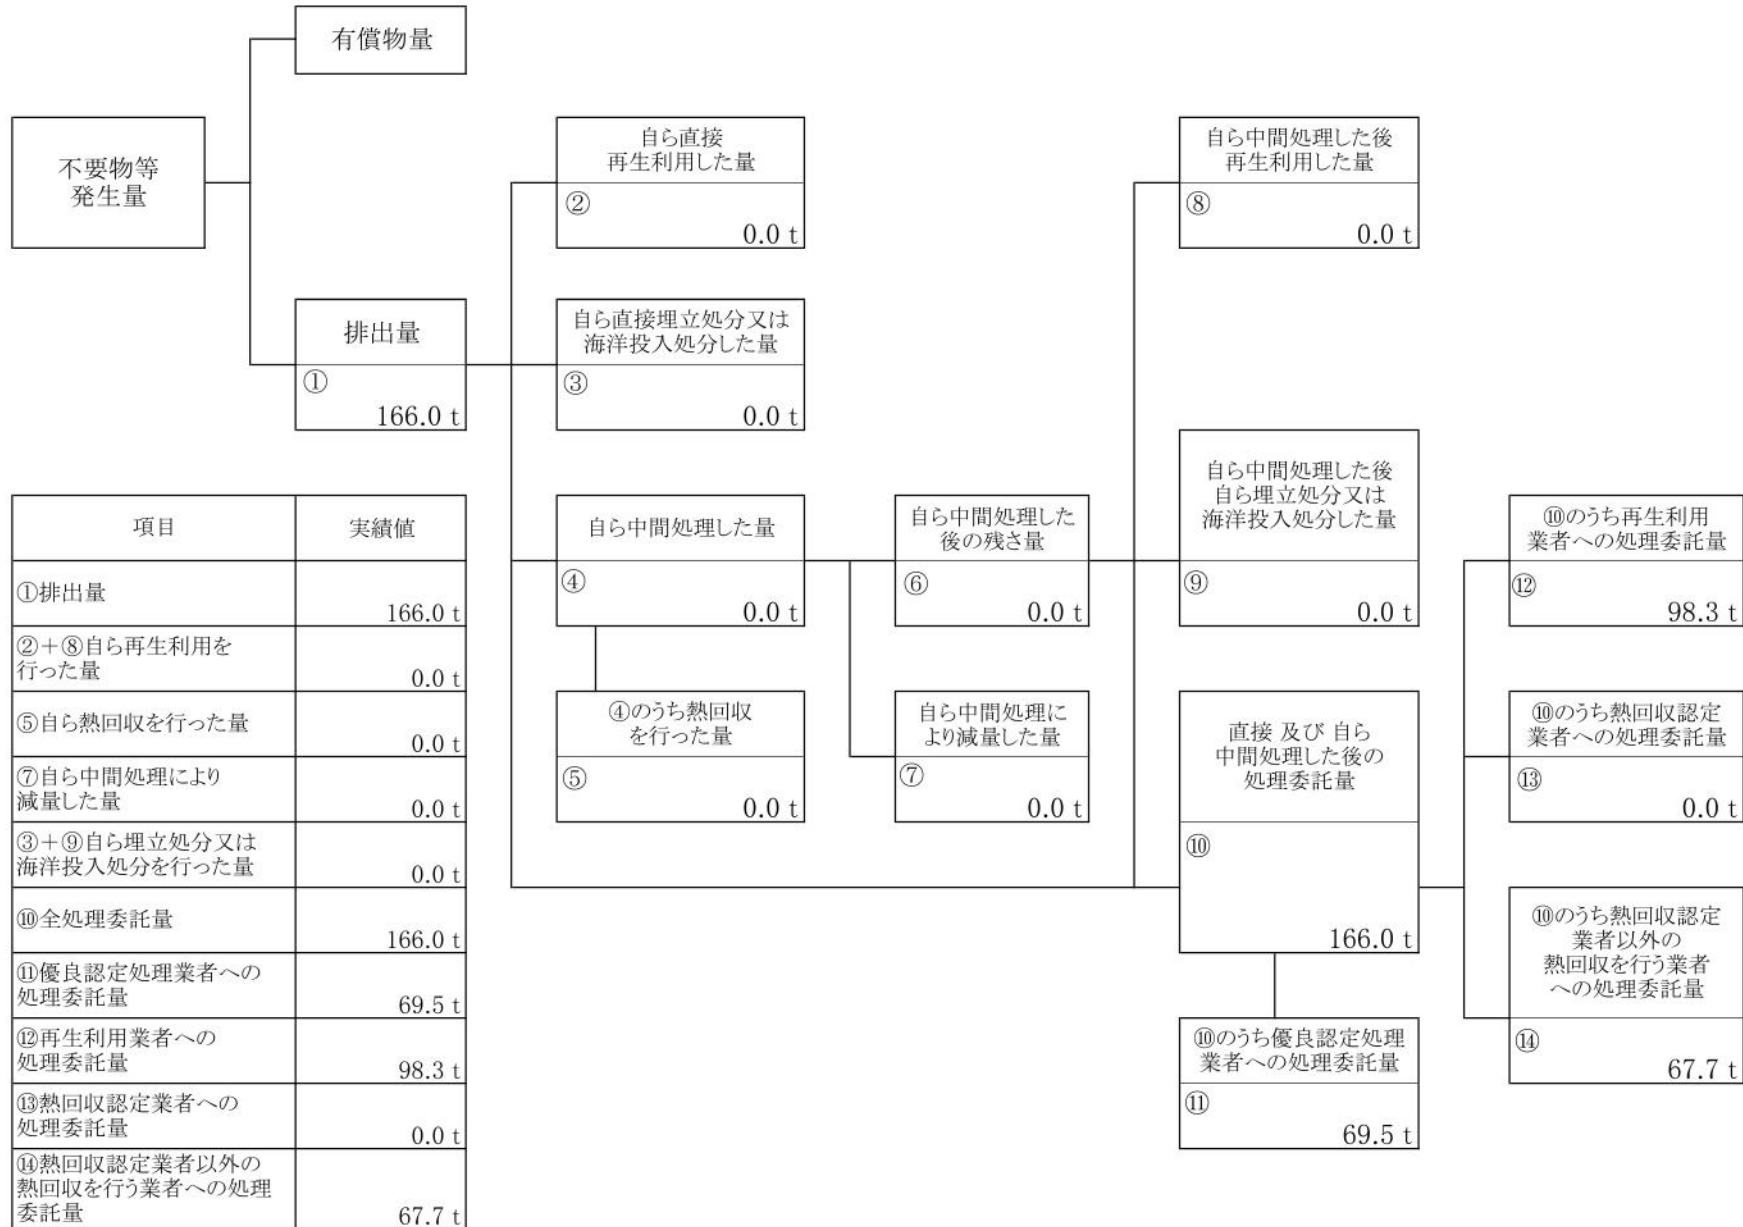 有償物量
不要物等
発生量
自ら直接
再生利用した量
②
0.0 t
自ら中間処理した後
再生利用した量
⑧
0.0 t
排出量
①
166.0 t
自ら直接埋立処分又は
海洋投入処分した量
③
0.0 t
自ら中間処理した量
④
0.0 t
自ら中間処理した
後の残さ量
⑥
0.0 t
自ら中間処理した後
自ら埋立処分又は
海洋投入処分した量
⑨
0.0 t
⑩のうち再生利用
業者への処理委託量
⑫
98.3 t
④のうち熱回収
を行った量
⑤
0.0 t
自ら中間処理に
より減量した量
⑦
0.0 t
直接 及び 自ら
中間処理した後の
処理委託量
⑩
166.0 t
⑩のうち熱回収認定
業者への処理委託量
⑬
0.0 t
⑩のうち熱回収認定
業者以外の
熱回収を行う業者
への処理委託量
⑭
67.7 t
⑩のうち優良認定処理
業者への処理委託量
⑪
69.5 t
項目 実績値
①排出量
166.0 t
②+⑧自ら再生利用を
行った量
0.0 t
⑤自ら熱回収を行った量
0.0 t
⑦自ら中間処理により
減量した量
0.0 t
③+⑨自ら埋立処分又は
海洋投入処分を行った量
0.0 t
⑩全処理委託量
166.0 t
⑪優良認定処理業者への
処理委託量
69.5 t
⑫再生利用業者への
処理委託量
98.3 t
⑬熱回収認定業者への
処理委託量
0.0 t
⑭熱回収認定業者以外の
熱回収を行う業者への処理
委託量
67.7 t